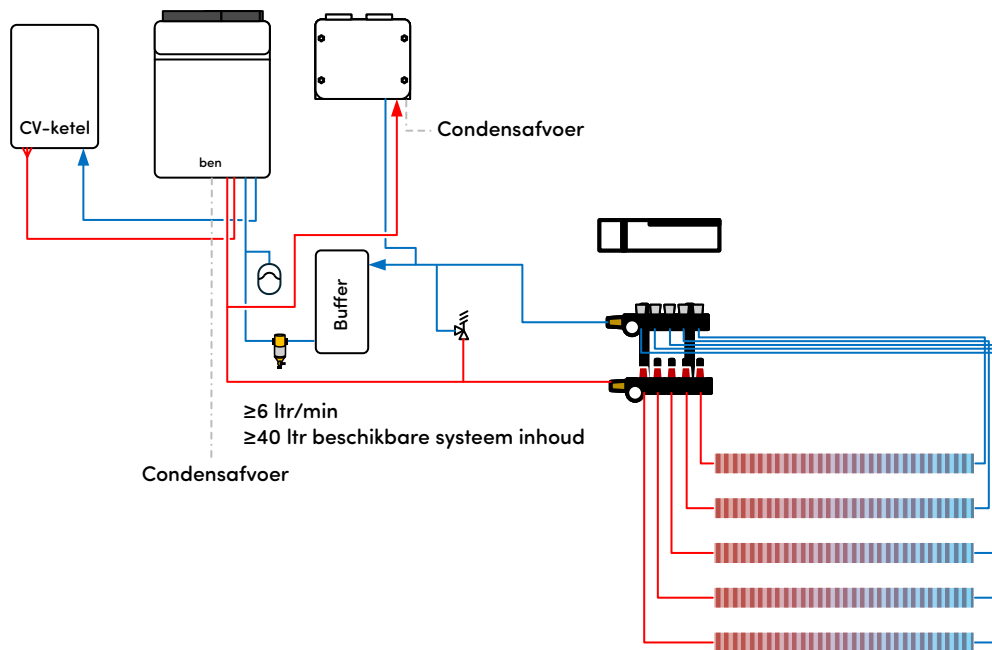 CV-ketel
ben
Condensafvoer
Buffer
≥6 ltr/min
≥40 ltr beschikbare systeem inhoud
Condensafvoer